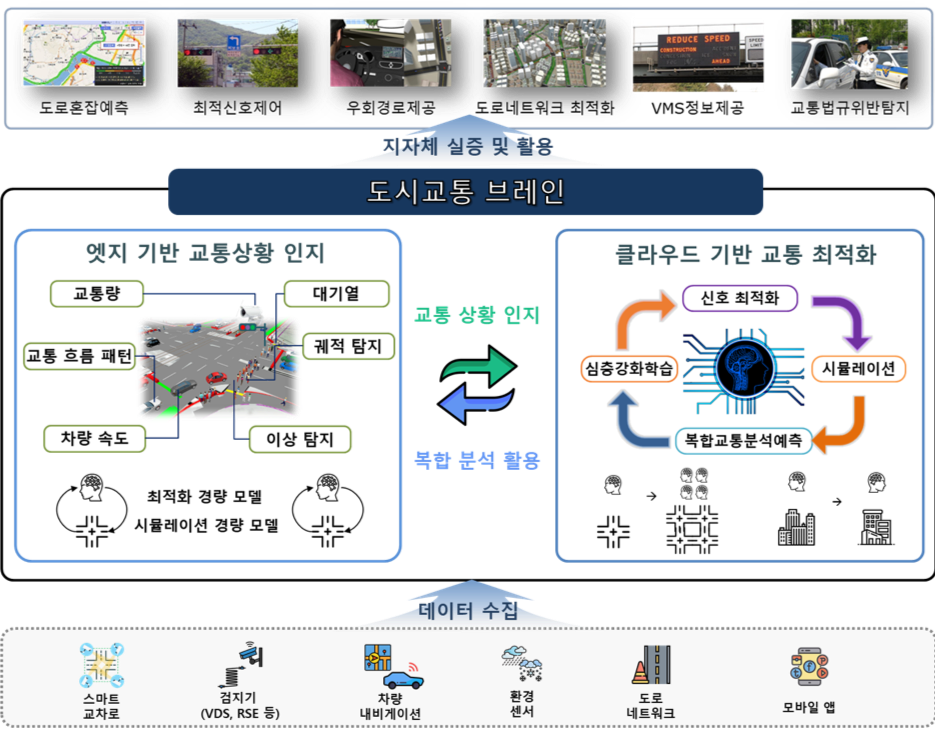 도로혼잡예측
최적신호제어
우회경로제공
도로네트워크 최적화
REDUCE SPEED
CONSTRUCTION
AHEAD
SPEED
LIMIT
VMS정보제공
교통법규위반탐지
지자체 실증 및 활용
도시교통 브레인
엣지 기반 교통상황 인지
교통량
대기열
교통 흐름 패턴
궤적 탐지
차량 속도
이상 탐지
최적화 경량 모델
시뮬레이션 경량 모델
교통 상황 인지
복합 분석 활용
클라우드 기반 교통 최적화
신호 최적화
심층강화학습
시뮬레이션
복합교통분석예측
데이터 수집
스마트
교차로
검지기
(VDS, RSE 등)
차량
내비게이션
환경
센서
도로
네트워크
모바일 앱